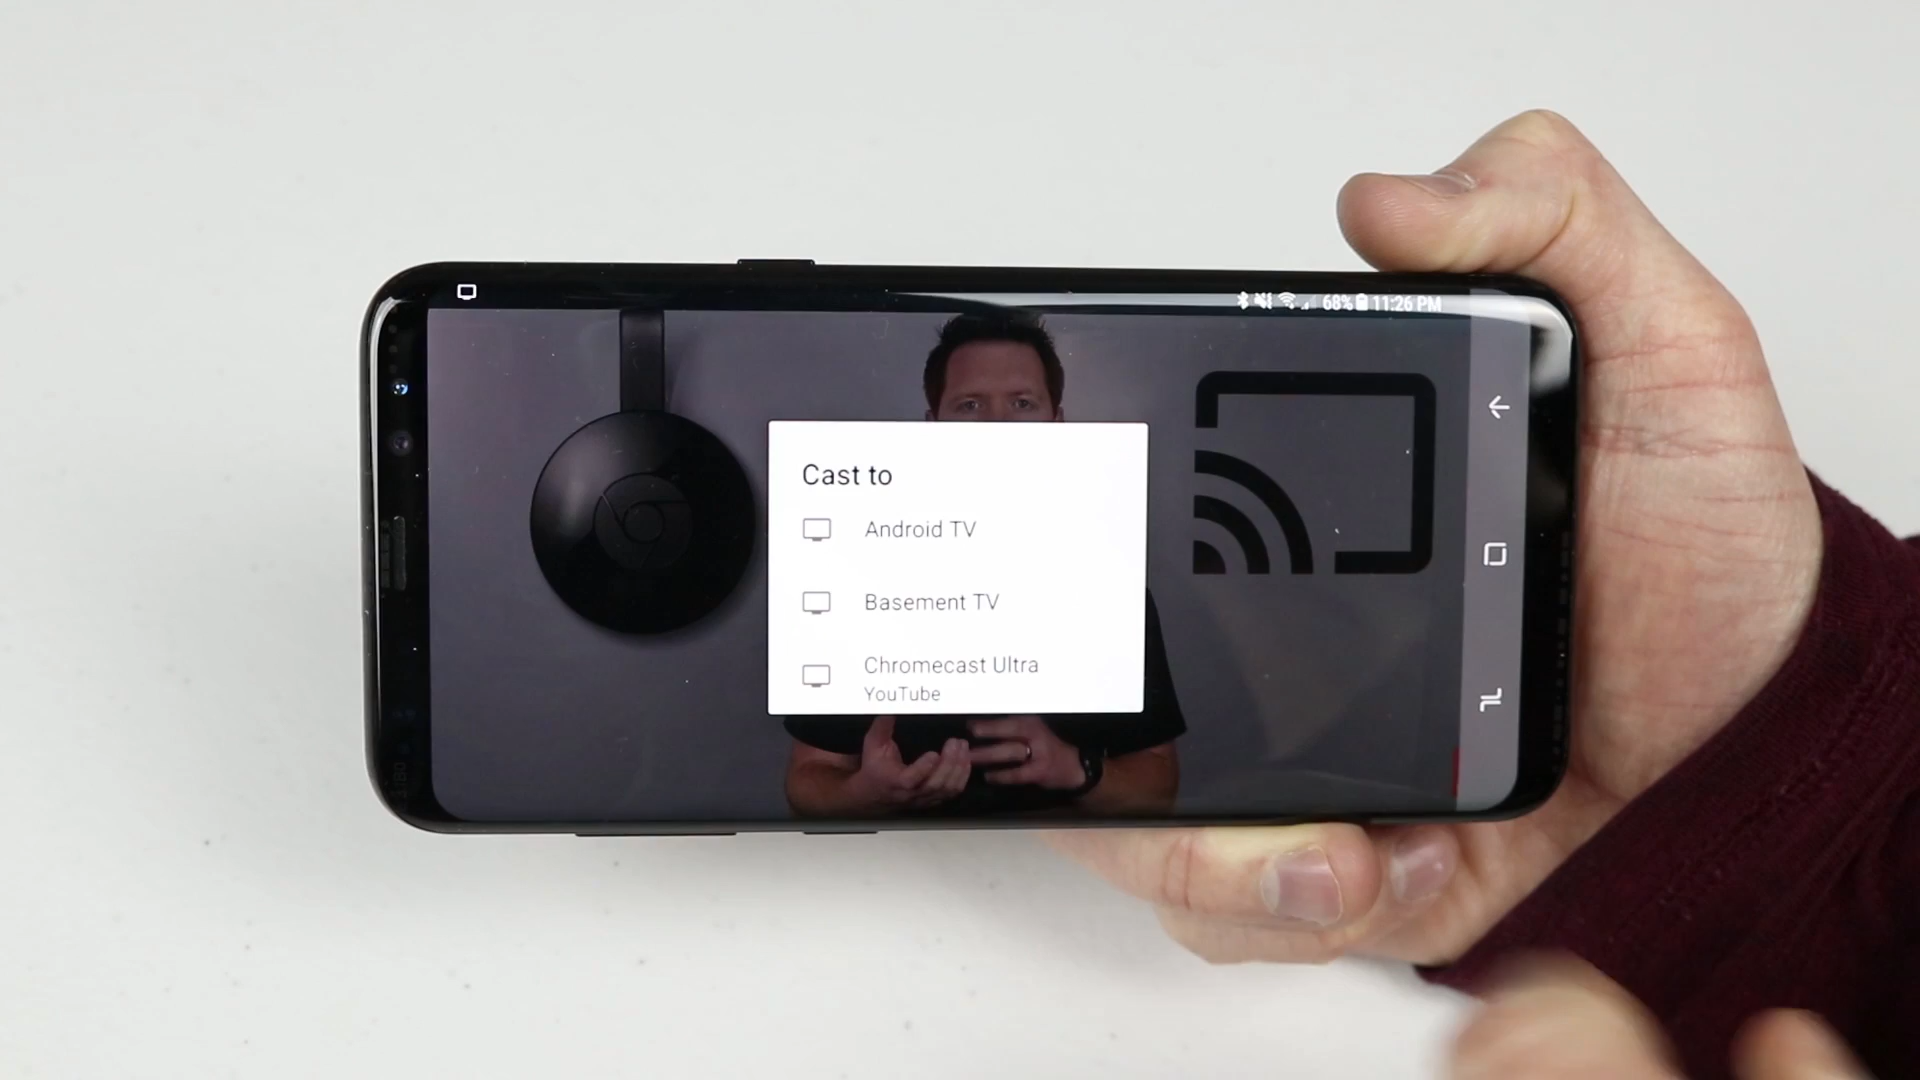 68% 11:26 PM
Cast to
Android TV
Basement TV
Chromecast Ultra
YouTube